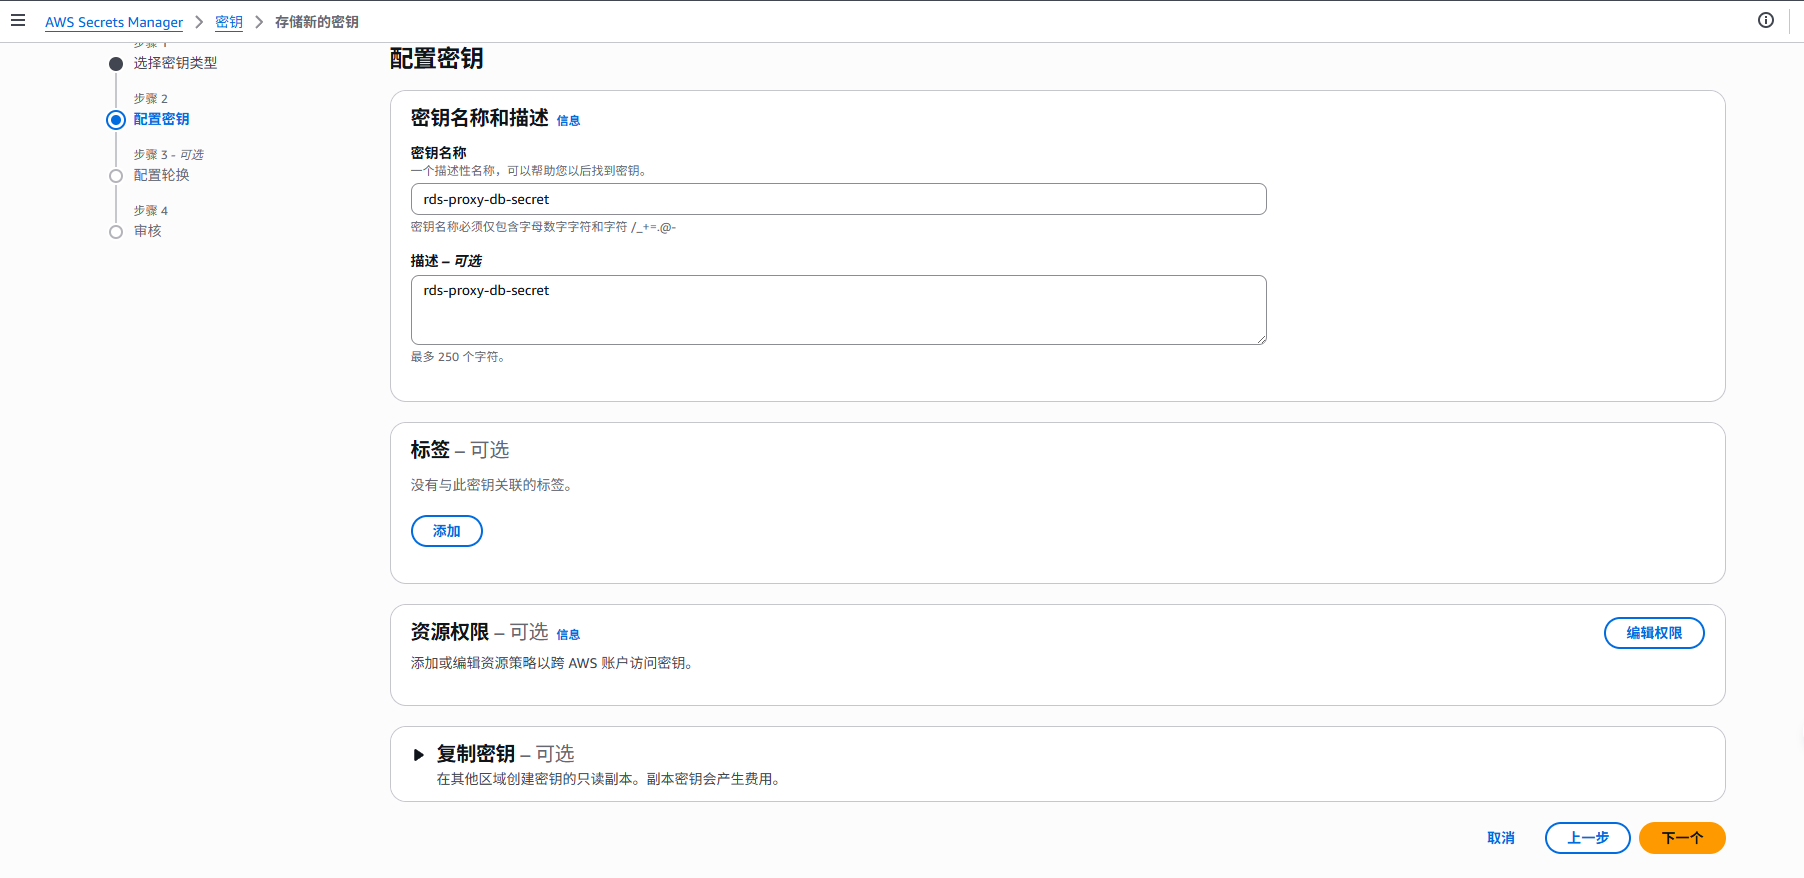 AWS Secrets Manager > 密钥 > 存储新的密钥
步骤 1
选择密钥类型
步骤 2
配置密钥
步骤 3 - 可选
配置轮换
步骤 4
审核
配置密钥
密钥名称和描述 信息
密钥名称
一个描述性名称，可以帮助您以后找到密钥。
rds-proxy-db-secret
密钥名称必须仅包含字母数字字符和字符 /_+=.@-
描述 – 可选
rds-proxy-db-secret
最多 250 个字符。
标签 – 可选
没有与此密钥关联的标签。
添加
资源权限 – 可选 信息
编辑权限
添加或编辑资源策略以跨 AWS 账户访问密钥。
复制密钥 – 可选
在其他区域创建密钥的只读副本。副本密钥会产生费用。
取消
上一步
下一个